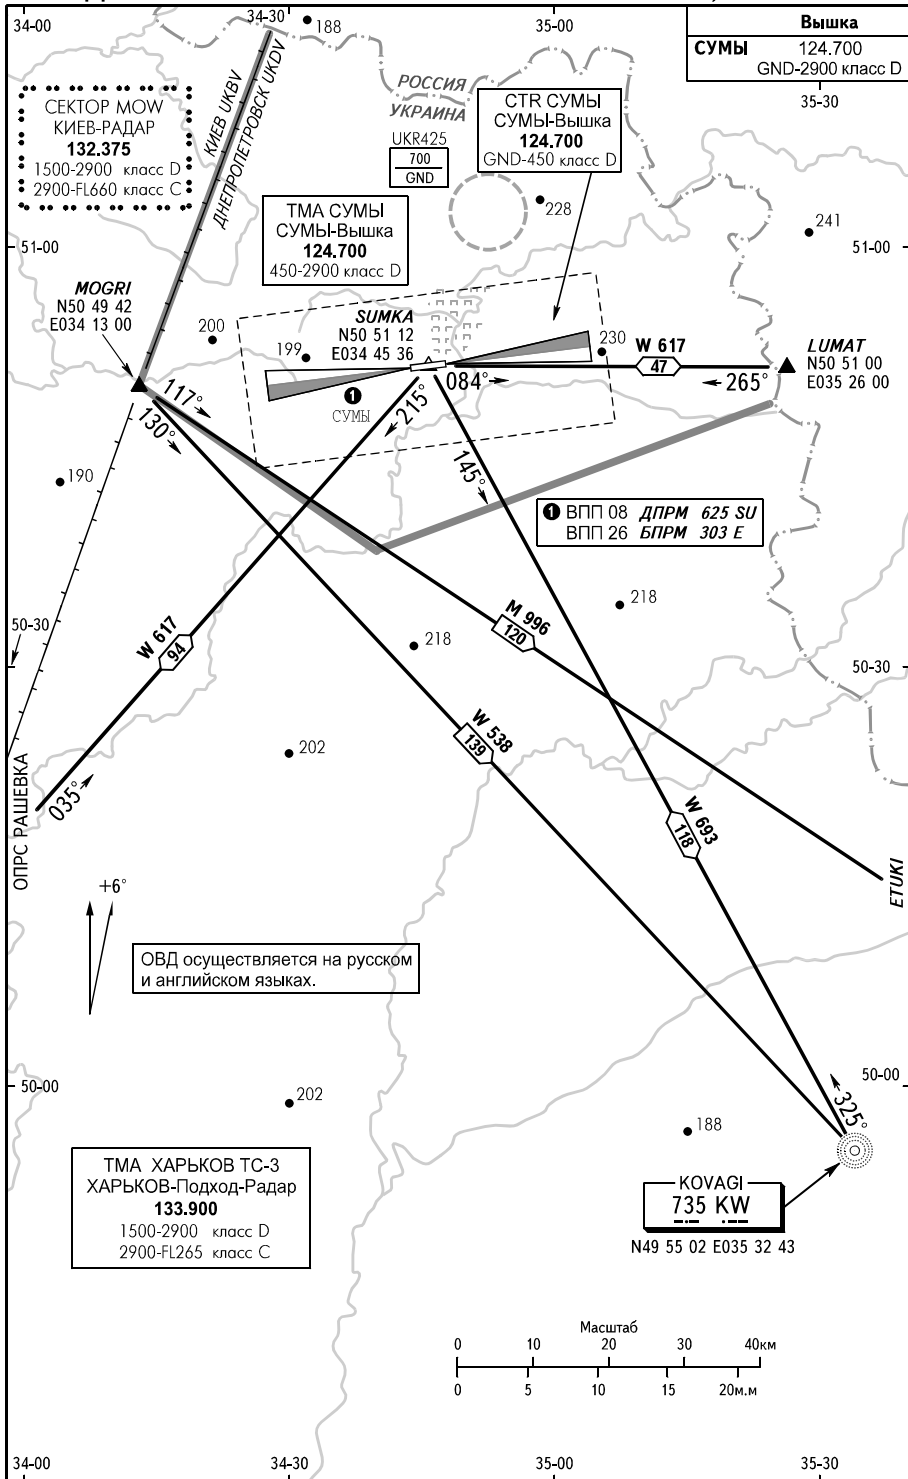 34-00
34-30
188
35-00
Вышка
СУМЫ 124.700
GND-2900 класс D
35-30
РОССИЯ
УКРАИНА
КИЕВ UKBV
ДНЕПРОПЕТРОВСК UKDV
СЕКТОР MOW
КИЕВ-РАДАР
132.375
1500-2900 класс D
2900-FL660 класс C
UKR425
700
GND
CTR СУМЫ
СУМЫ-Вышка
124.700
GND-450 класс D
228
241
ТМА СУМЫ
СУМЫ-Вышка
124.700
450-2900 класс D
51-00
51-00
MOGRI
N50 49 42
E034 13 00
200
199
SUMKA
N50 51 12
E034 45 36
230
W 617
47
LUMAT
N50 51 00
E035 26 00
084°
265°
117°
130°
1
СУМЫ
215°
145°
190
1 ВПП 08 ДПРМ 625 SU
ВПП 26 БПРМ 303 E
218
50-30
W 617
94
218
M 996
120
50-30
W 538
139
202
ОПРС РАШЕВКА
035°
W 693
118
ETUKI
+6°
ОВД осуществляется на русском
и английском языках.
50-00
50-00
202
188
325°
ТМА ХАРЬКОВ ТС-3
ХАРЬКОВ-Подход-Радар
133.900
1500-2900 класс D
2900-FL265 класс C
KOVAGI
735 KW
N49 55 02 E035 32 43
Масштаб
0 10 20 30 40км
0 5 10 15 20м.м
34-00
34-30
35-00
35-30